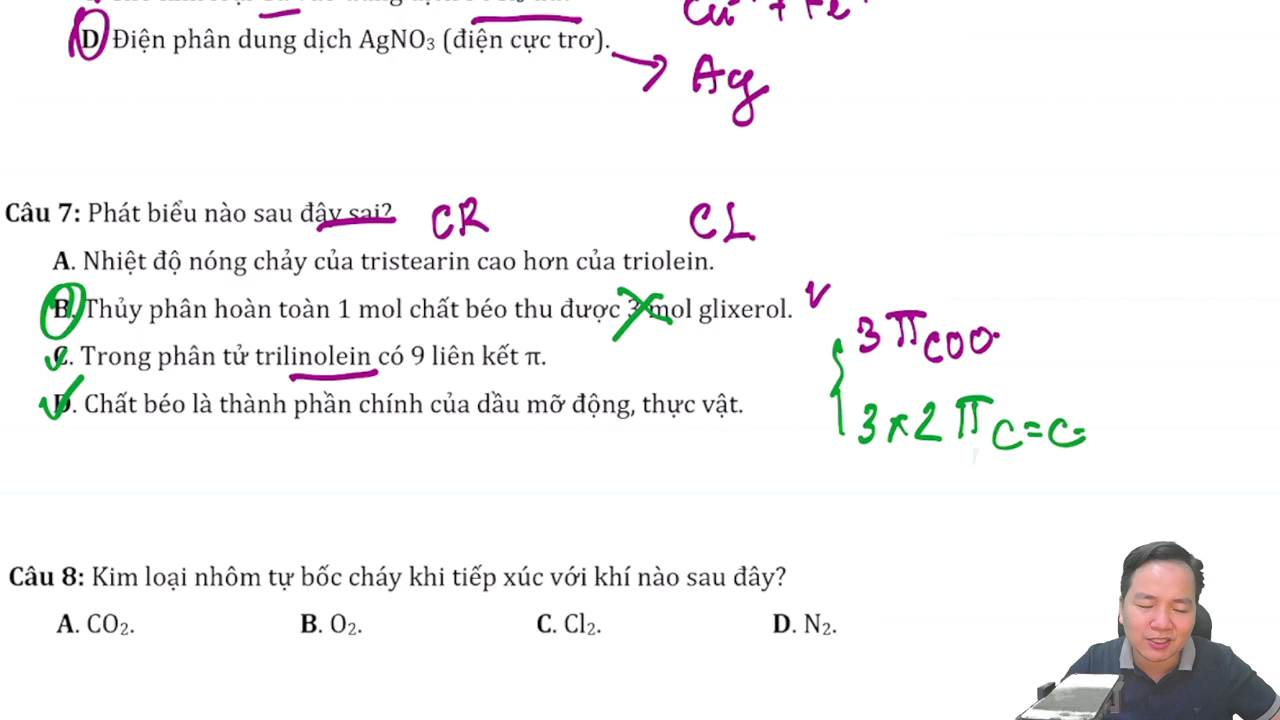 D. Điện phân dung dịch AgNO₃ (điện cực trơ).
Ag
Câu 7: Phát biểu nào sau đây sai?
CR
CL
A. Nhiệt độ nóng chảy của tristearin cao hơn của triolein.
B. Thủy phân hoàn toàn 1 mol chất béo thu được 3 mol glixerol.
3 π COO
C. Trong phân tử trilinolein có 9 liên kết π.
D. Chất béo là thành phần chính của dầu mỡ động, thực vật.
3x2 π C=C
Câu 8: Kim loại nhôm tự bốc cháy khi tiếp xúc với khí nào sau đây?
A. CO₂. B. O₂. C. Cl₂. D. N₂.